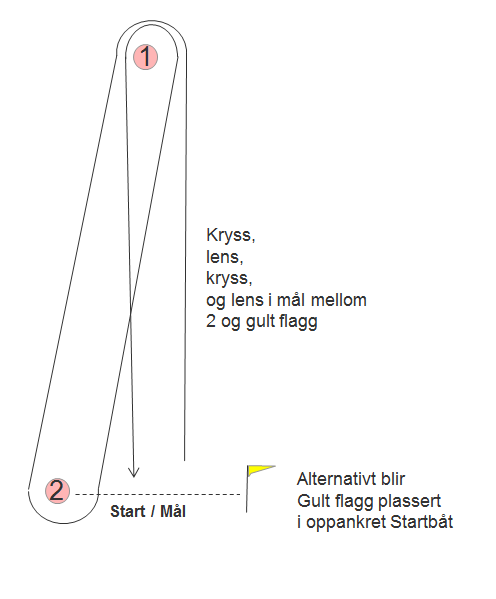 1
Kryss,
lens,
kryss,
og lens i mål mellom
2 og gult flagg
2
Start / Mål
Alternativt blir
Gult flagg plassert
i oppankret Startbåt